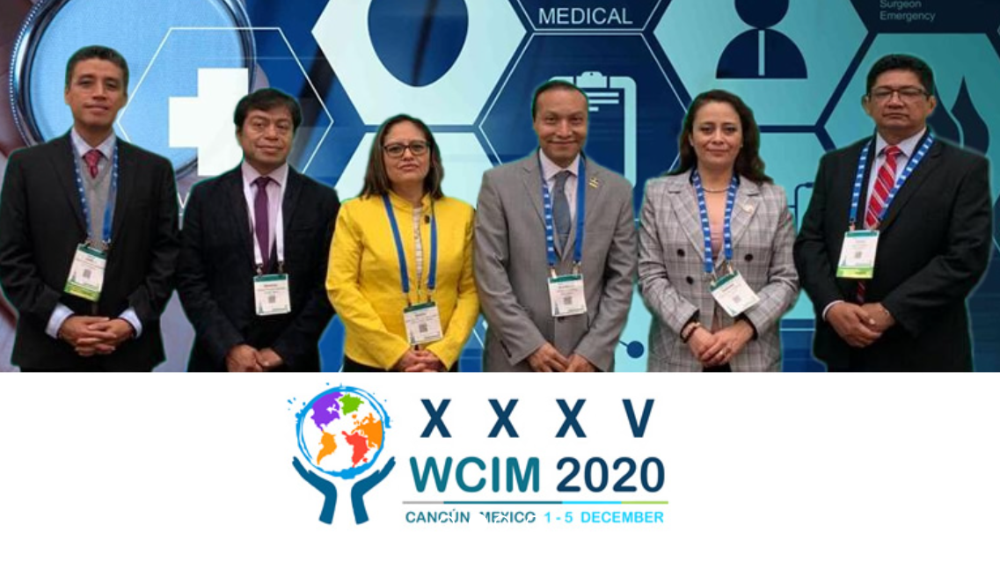 MEDICAL
Surgeon
Emergency
X X X V
WCIM 2020
CANCÚN MEXICO 1 - 5 DECEMBER